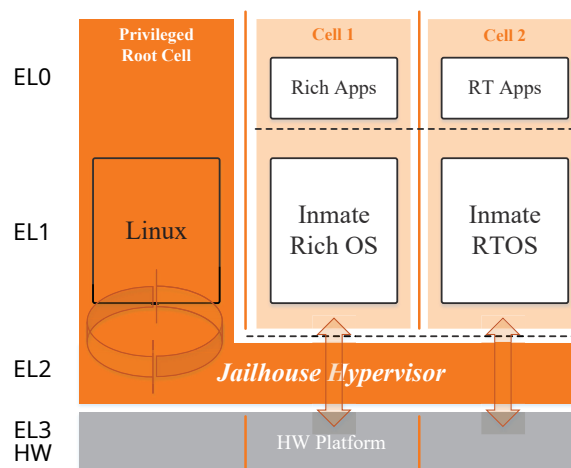 Privileged
Root Cell
Cell 1
Cell 2
EL0
Rich Apps
RT Apps
EL1
Linux
Inmate
Rich OS
Inmate
RTOS
EL2
Jailhouse Hypervisor
EL3
HW
HW Platform